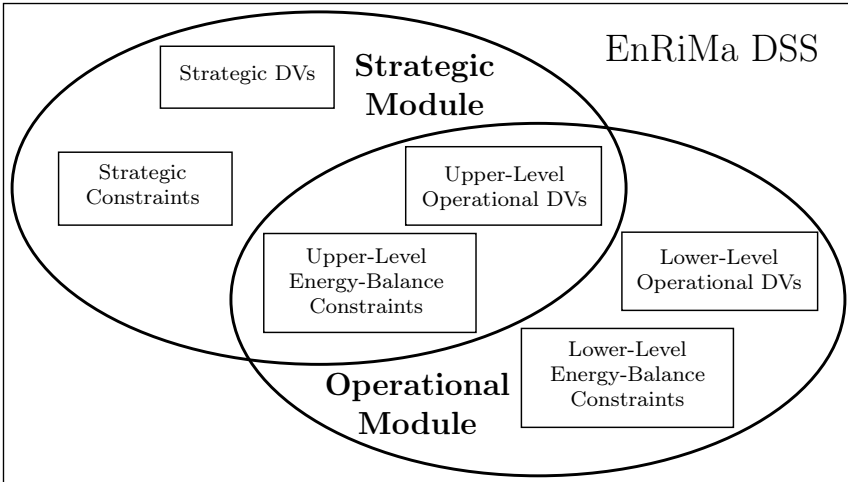 EnRiMa DSS
Strategic DVs
Strategic
Module
Strategic
Constraints
Upper-Level
Operational DVs
Upper-Level
Energy-Balance
Constraints
Lower-Level
Operational DVs
Lower-Level
Energy-Balance
Constraints
Operational
Module